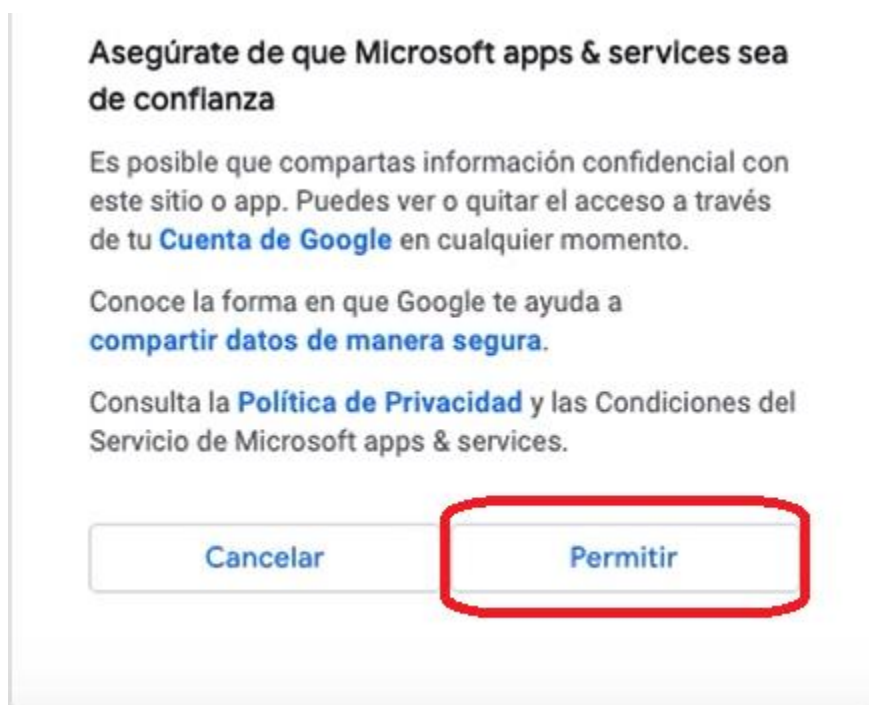 Asegúrate de que Microsoft apps & services sea
de confianza
Es posible que compartas información confidencial con
este sitio o app. Puedes ver o quitar el acceso a través
de tu Cuenta de Google en cualquier momento.
Conoce la forma en que Google te ayuda a
compartir datos de manera segura.
Consulta la Política de Privacidad y las Condiciones del
Servicio de Microsoft apps & services.
Cancelar
Permitir